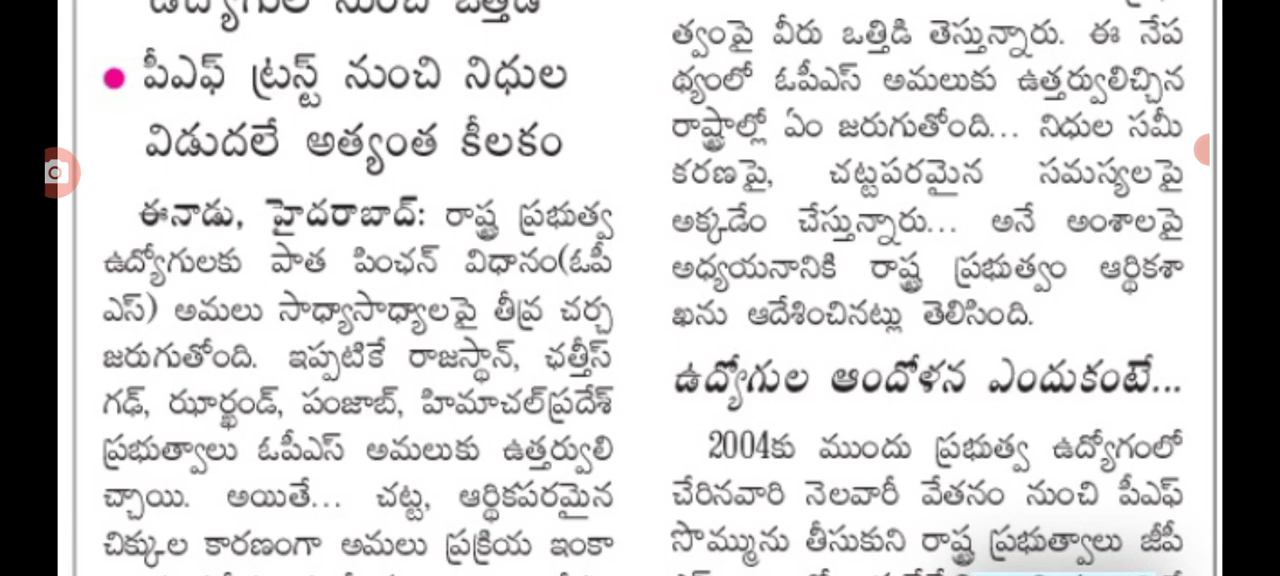 ఉద్యోగుల నుంచి ఒత్తిడి
పీఎఫ్ ట్రస్ట్ నుంచి నిధుల
విడుదలే అత్యంత కీలకం
ఈనాడు, హైదరాబాద్: రాష్ట్ర ప్రభుత్వ
ఉద్యోగులకు పాత పింఛన్ విధానం(ఓపీ
ఎస్) అమలు సాధ్యాసాధ్యాలపై తీవ్ర చర్చ
జరుగుతోంది. ఇప్పటికే రాజస్థాన్, ఛత్తీస్
గఢ్, ఝార్ఖండ్, పంజాబ్, హిమాచల్‌ప్రదేశ్
ప్రభుత్వాలు ఓపీఎస్ అమలుకు ఉత్తర్వులి
చ్చాయి. అయితే... చట్ట, ఆర్థికపరమైన
చిక్కుల కారణంగా అమలు ప్రక్రియ ఇంకా
త్వంపై వీరు ఒత్తిడి తెస్తున్నారు. ఈ నేప
థ్యంలో ఓపీఎస్ అమలుకు ఉత్తర్వులిచ్చిన
రాష్ట్రాల్లో ఏం జరుగుతోంది... నిధుల సమీ
కరణపై, చట్టపరమైన సమస్యలపై
అక్కడేం చేస్తున్నారు... అనే అంశాలపై
అధ్యయనానికి రాష్ట్ర ప్రభుత్వం ఆర్థికశా
ఖను ఆదేశించినట్లు తెలిసింది.
ఉద్యోగుల ఆందోళన ఎందుకంటే...
2004కు ముందు ప్రభుత్వ ఉద్యోగంలో
చేరినవారి నెలవారీ వేతనం నుంచి పీఎఫ్
సొమ్మును తీసుకుని రాష్ట్ర ప్రభుత్వాలు జీపీ